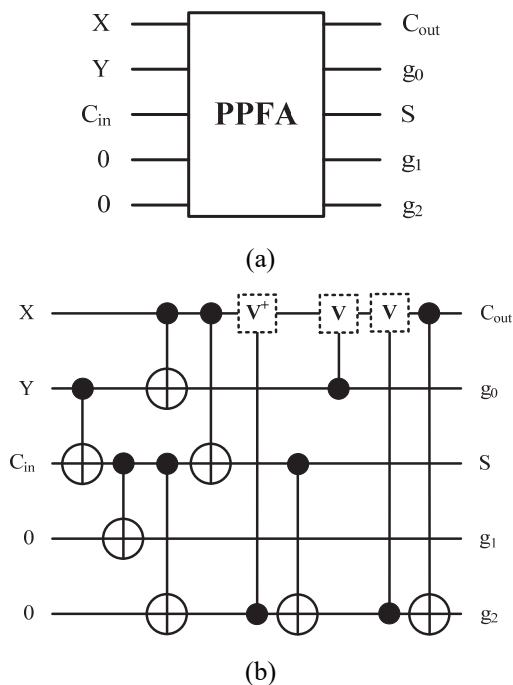 X C_out
Y g_0
C_in PPFA S
0 g_1
0 g_2
(a)
X V^+ V V C_out
Y g_0
C_in S
0 g_1
0 g_2
(b)